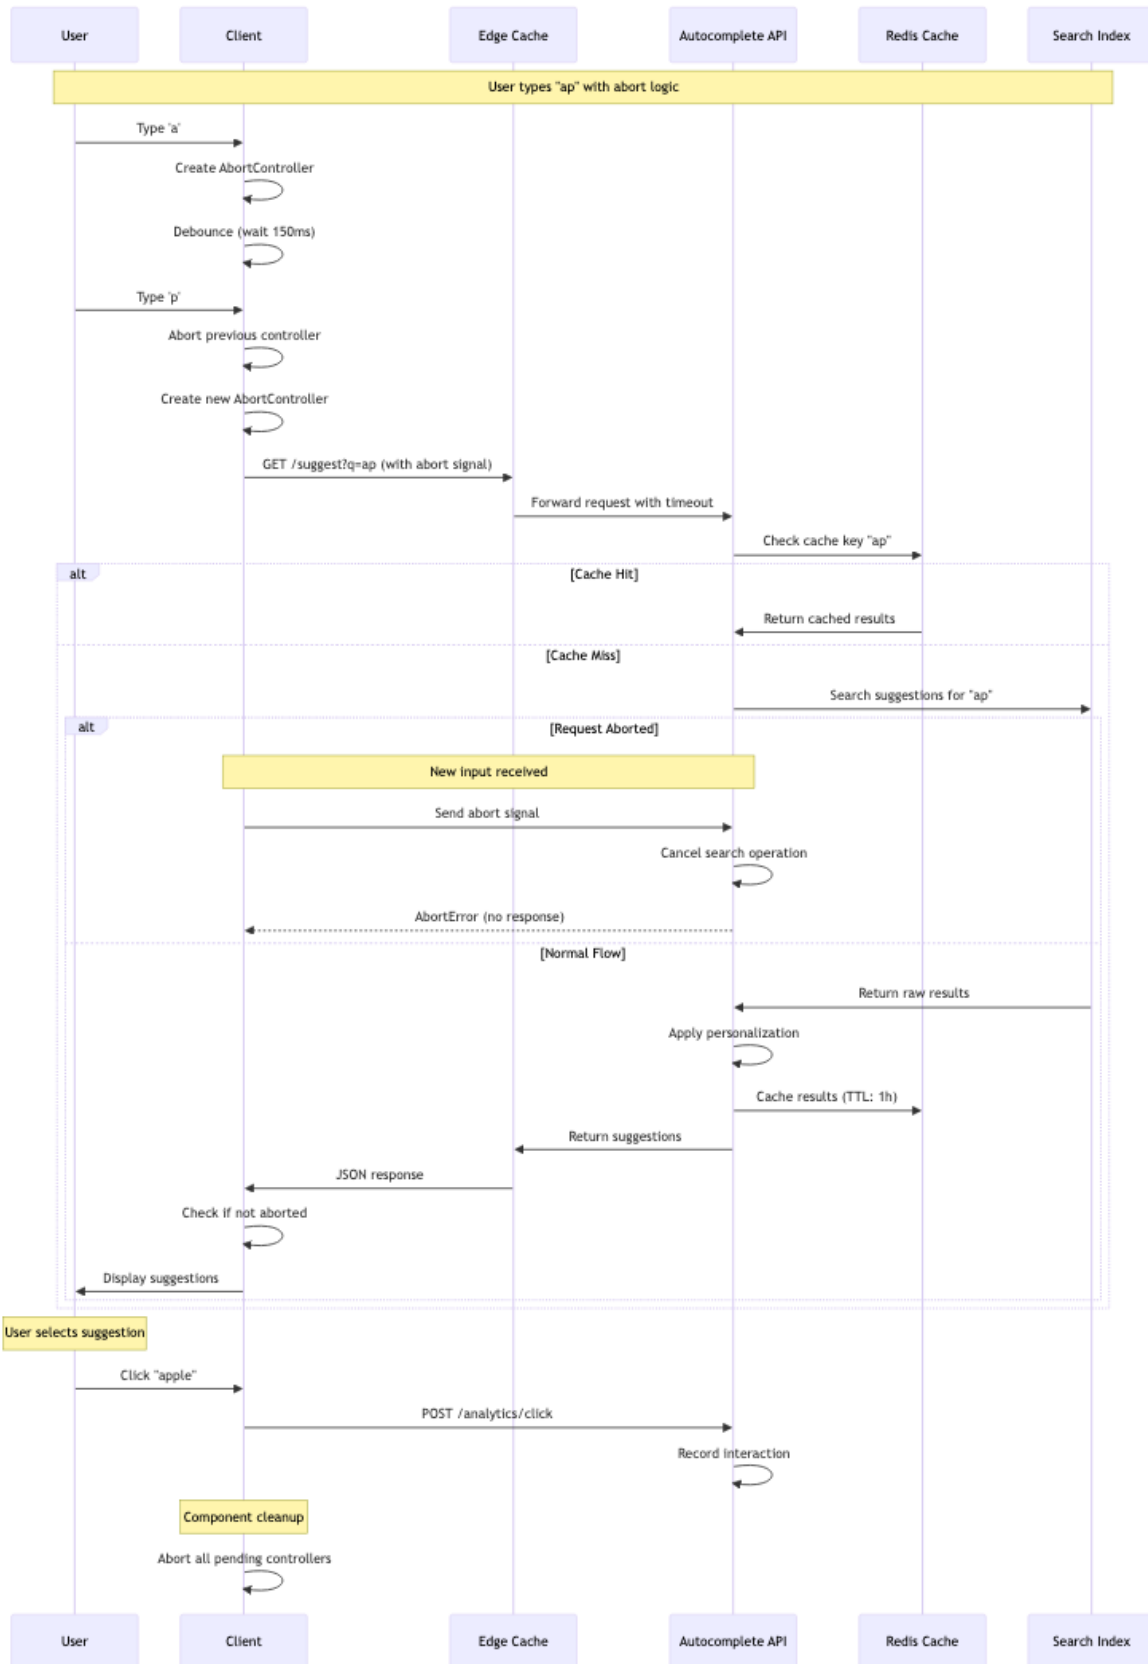 User
Client
Edge Cache
Autocomplete API
Redis Cache
Search Index
User types "ap" with abort logic
Type 'a'
Create AbortController
Debounce (wait 150ms)
Type 'p'
Abort previous controller
Create new AbortController
GET /suggest?q=ap (with abort signal)
Forward request with timeout
Check cache key "ap"
alt
[Cache Hit]
Return cached results
[Cache Miss]
Search suggestions for "ap"
alt
[Request Aborted]
New input received
Send abort signal
Cancel search operation
AbortError (no response)
[Normal Flow]
Return raw results
Apply personalization
Cache results (TTL: 1h)
Return suggestions
JSON response
Check if not aborted
Display suggestions
User selects suggestion
Click "apple"
POST /analytics/click
Record interaction
Component cleanup
Abort all pending controllers
User
Client
Edge Cache
Autocomplete API
Redis Cache
Search Index